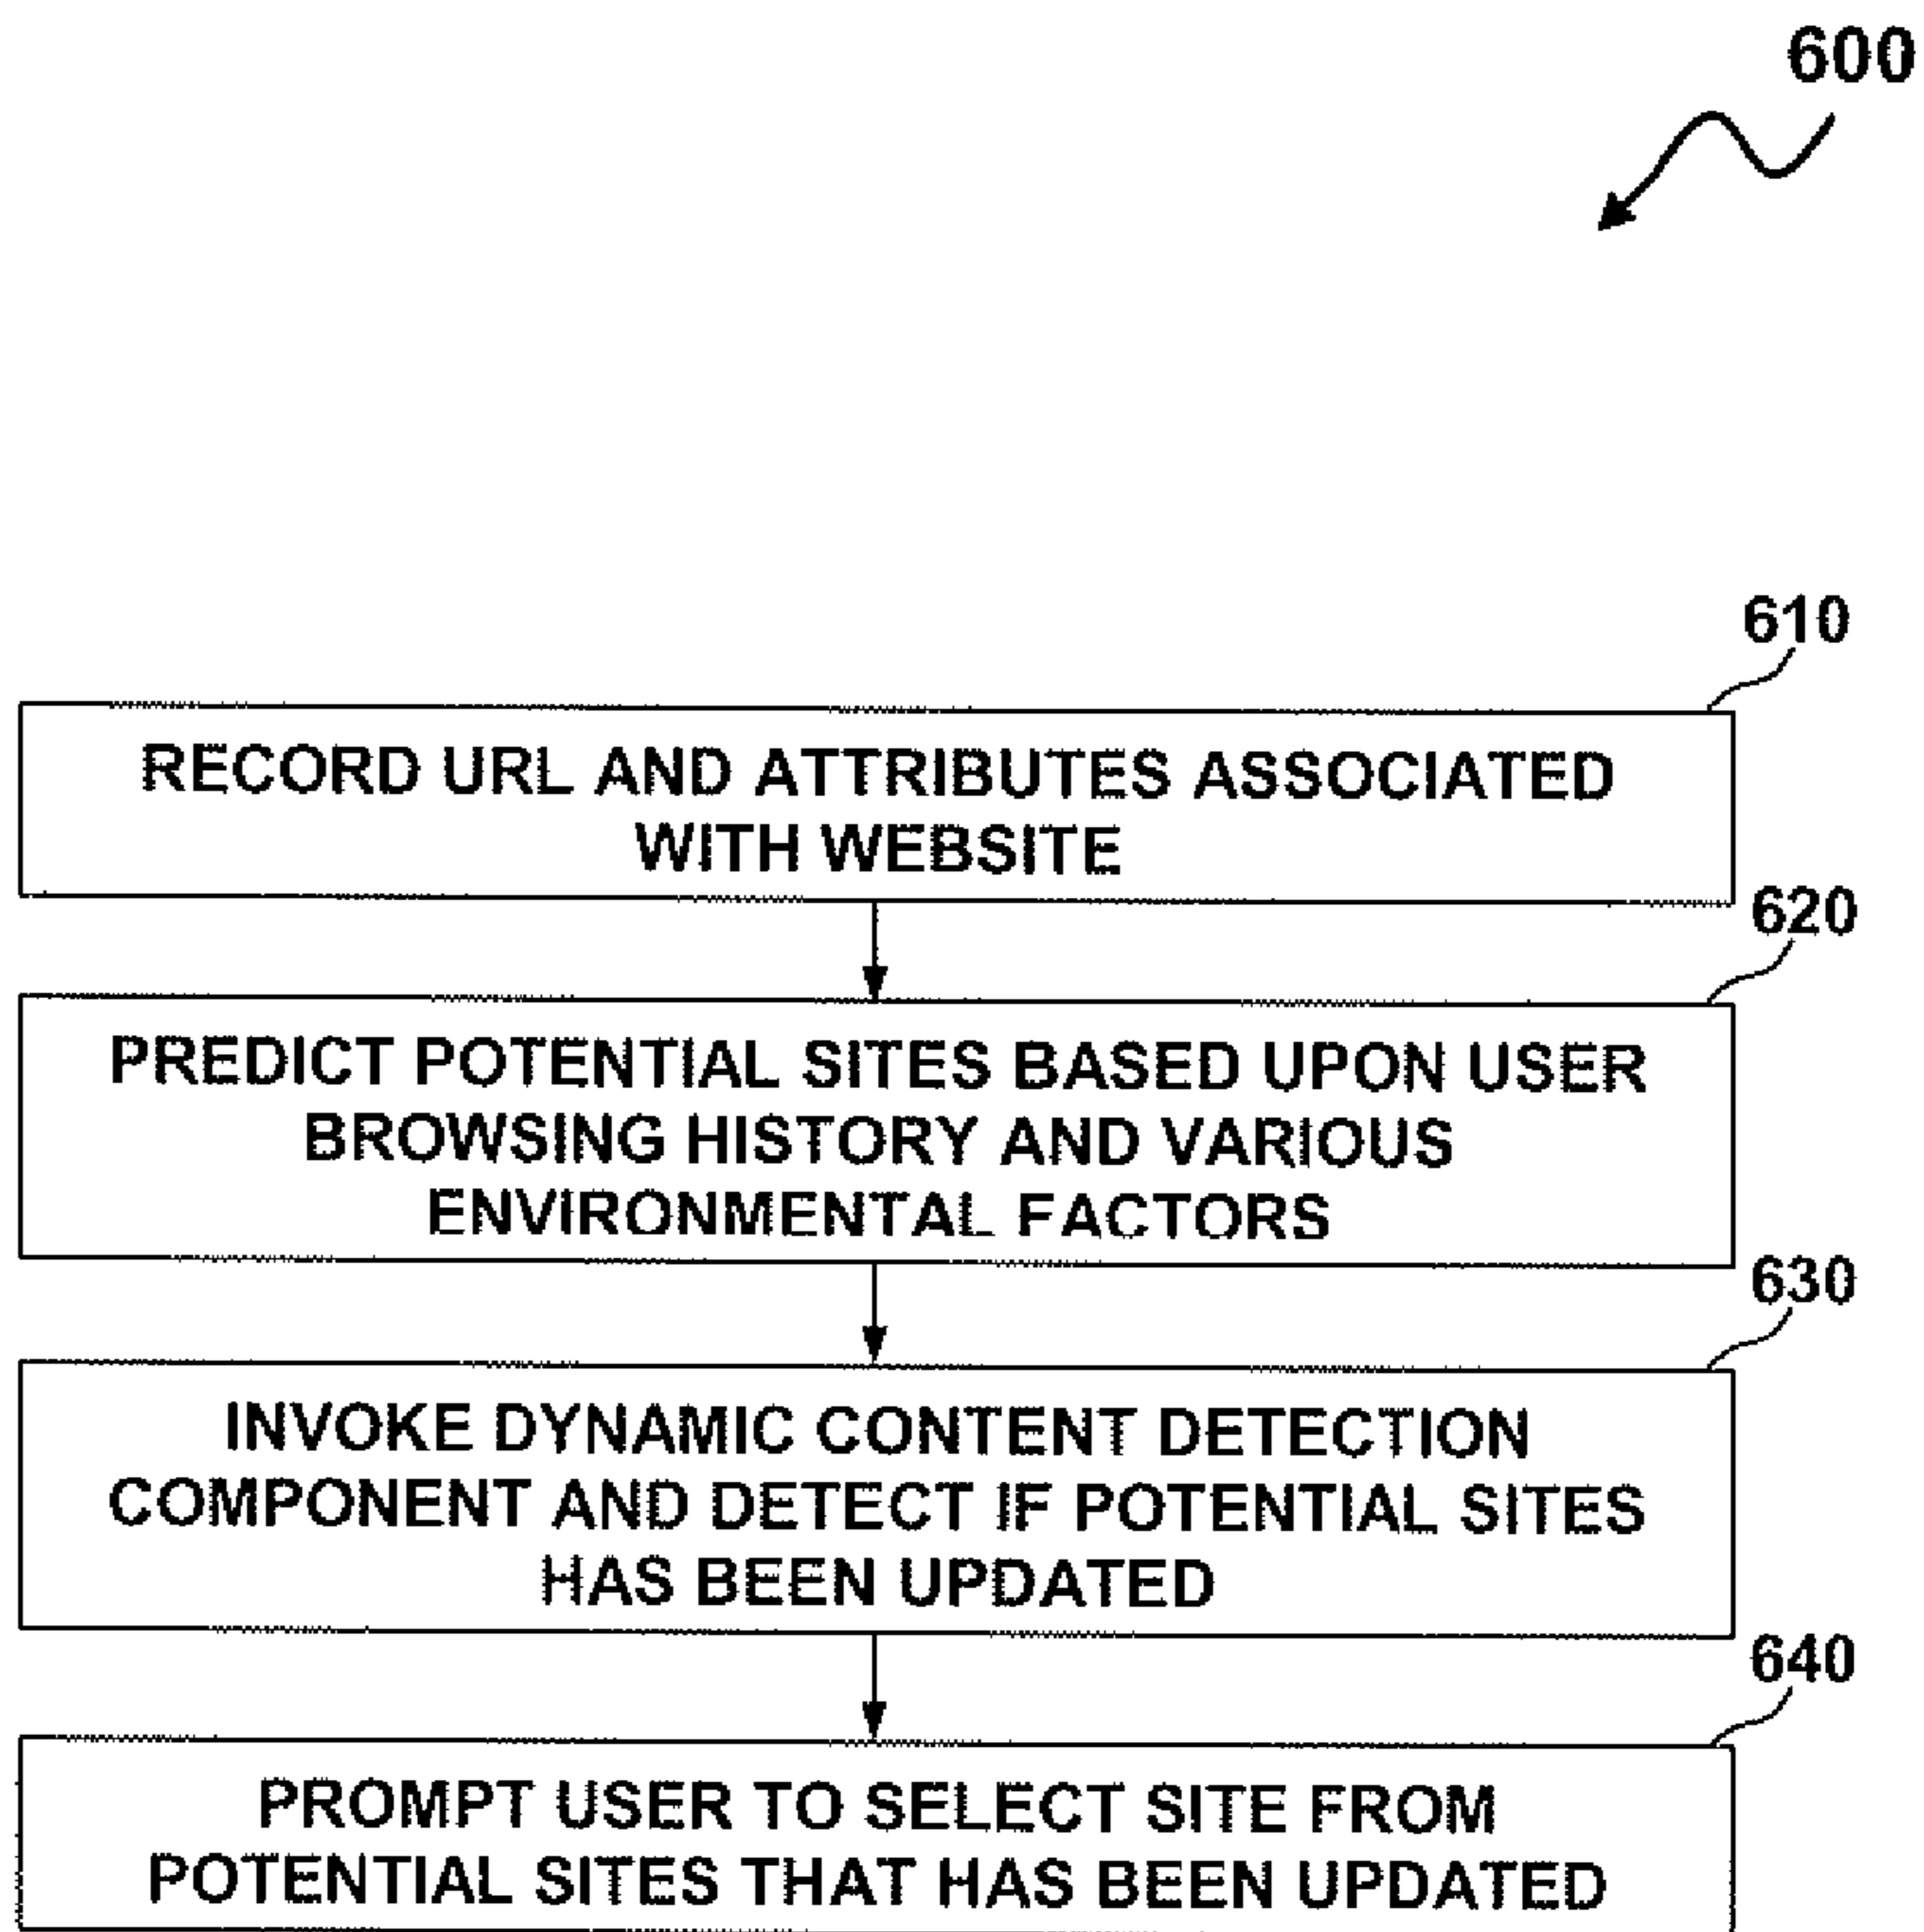 600
610
RECORD URL AND ATTRIBUTES ASSOCIATED
WITH WEBSITE
620
PREDICT POTENTIAL SITES BASED UPON USER
BROWSING HISTORY AND VARIOUS
ENVIRONMENTAL FACTORS
630
INVOKE DYNAMIC CONTENT DETECTION
COMPONENT AND DETECT IF POTENTIAL SITES
HAS BEEN UPDATED
640
PROMPT USER TO SELECT SITE FROM
POTENTIAL SITES THAT HAS BEEN UPDATED